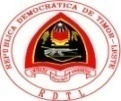 REPÚBLICA DEMOCRÁTICA DE TIMOR-LESTE
RDTL